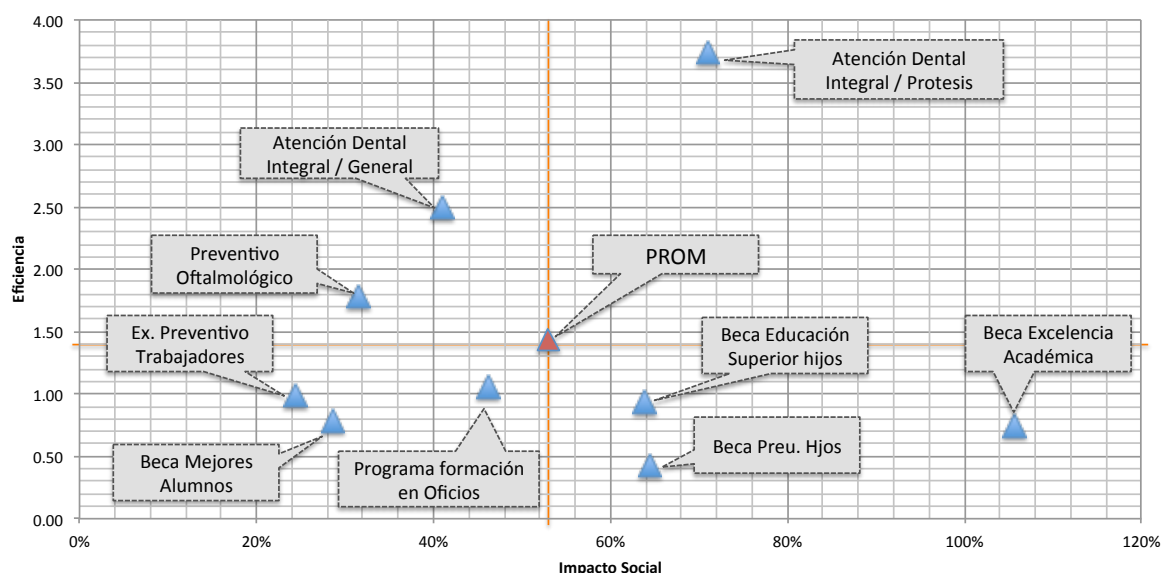 4.00
3.50
3.00
2.50
2.00
1.50
1.00
0.50
0.00
Eficiencia
Atención Dental
Integral / Protesis
Atención Dental
Integral / General
Preventivo
Oftalmológico
PROM
Ex. Preventivo
Trabajadores
Beca Educación
Superior hijos
Beca Excelencia
Académica
Beca Mejores
Alumnos
Programa formación
en Oficios
Beca Preu. Hjos
0%
20%
40%
60%
80%
100%
120%
Impacto Social